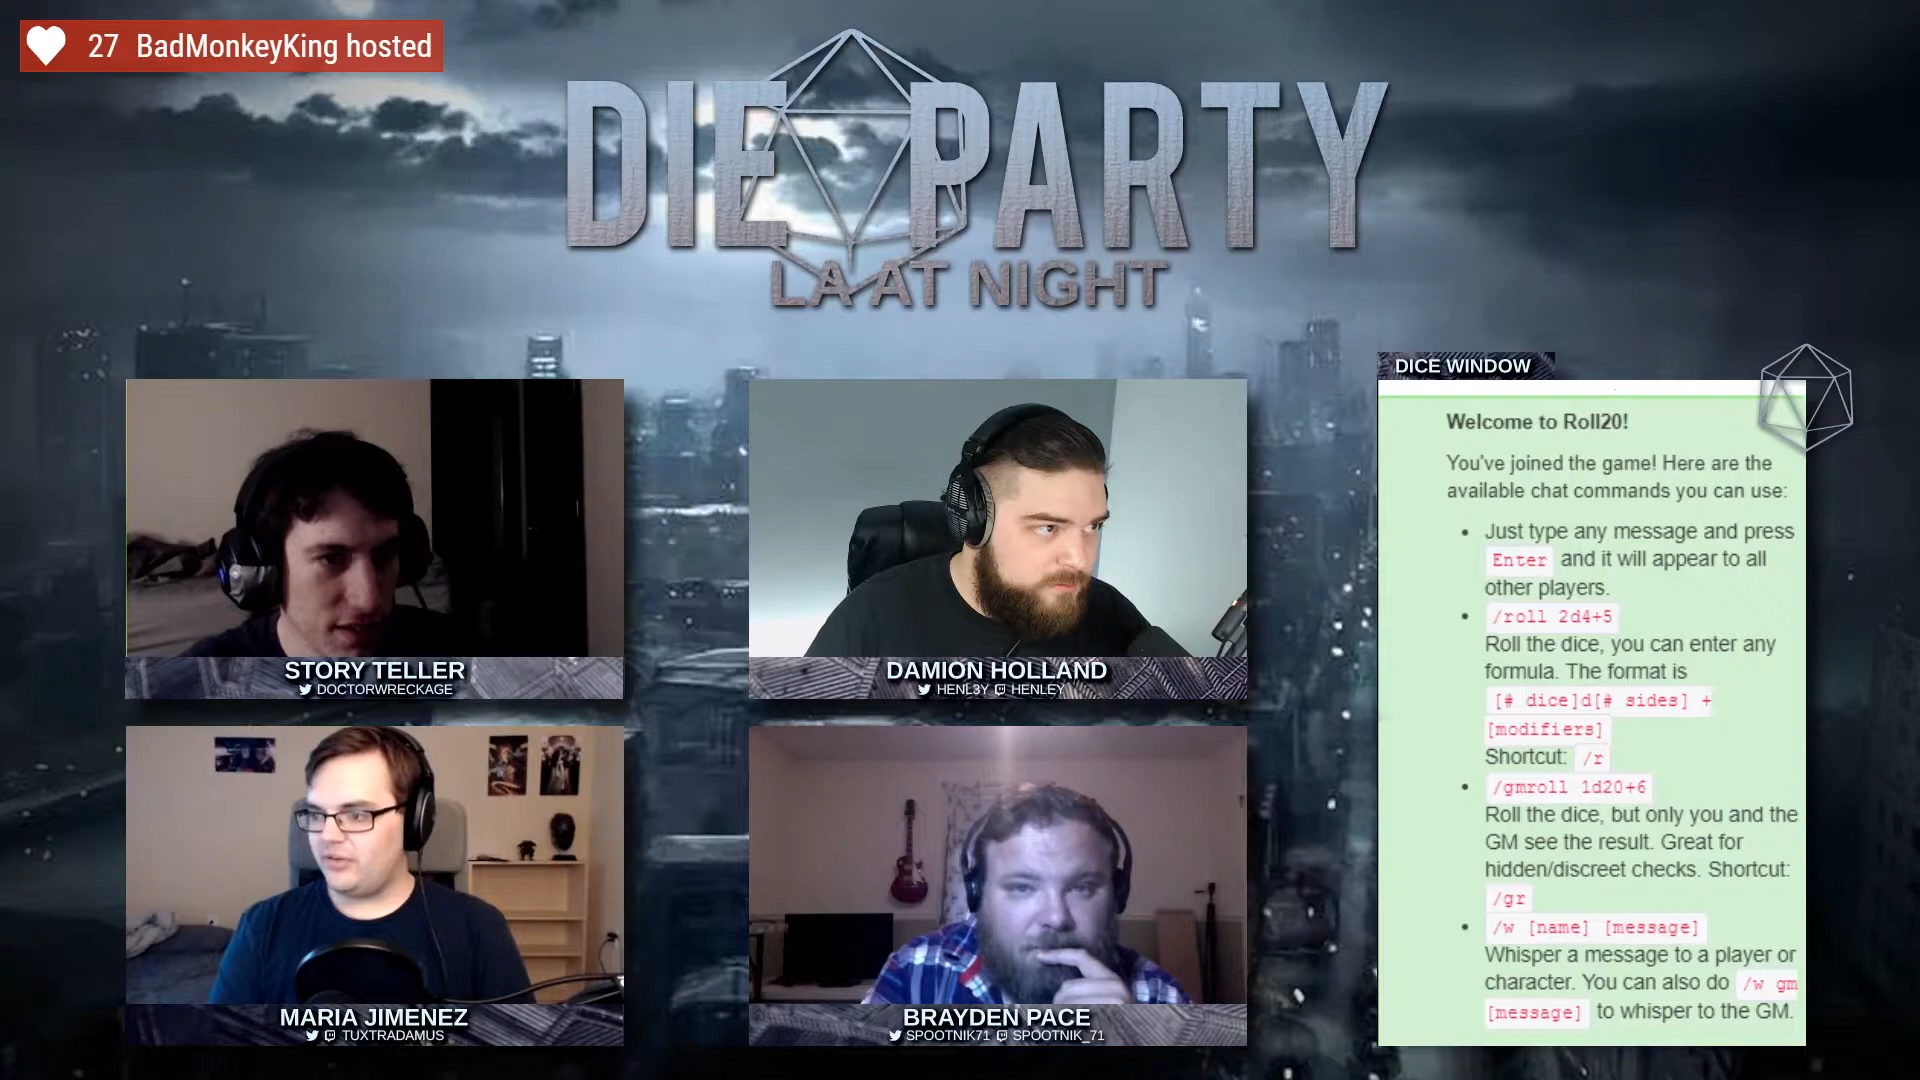 27 BadMonkeyKing hosted
DIE PARTY
LA AT NIGHT
STORY TELLER
DOCTORWRECKAGE
DAMION HOLLAND
HENL3Y HENLEY
MARIA JIMENEZ
TUXTRADAMUS
BRAYDEN PACE
SPOOTNIK71 SPOOTNIK_71
DICE WINDOW
Welcome to Roll20!
You've joined the game! Here are the
available chat commands you can use:
• Just type any message and press
Enter and it will appear to all
other players.
• /roll 2d4+5
Roll the dice, you can enter any
formula. The format is
[# dice]d[# sides] +
[modifiers]
Shortcut: /r
• /gmroll 1d20+6
Roll the dice, but only you and the
GM see the result. Great for
hidden/discreet checks. Shortcut:
/gr
• /w [name] [message]
Whisper a message to a player or
character. You can also do /w gm
[message] to whisper to the GM.